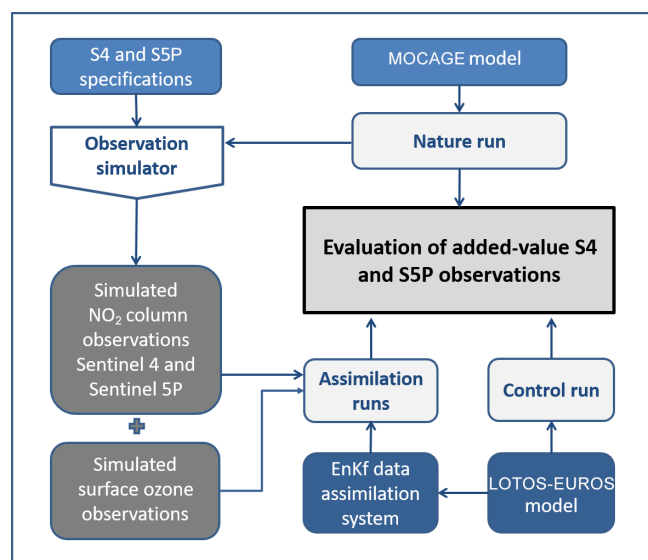 S4 and S5P
specifications
MOCAGE model
Observation
simulator
Nature run
Evaluation of added-value S4
and S5P observations
Simulated
NO₂ column
observations
Sentinel 4 and
Sentinel 5P
Assimilation
runs
Control run
Simulated
surface ozone
observations
EnKf data
assimilation
system
LOTOS-EUROS
model